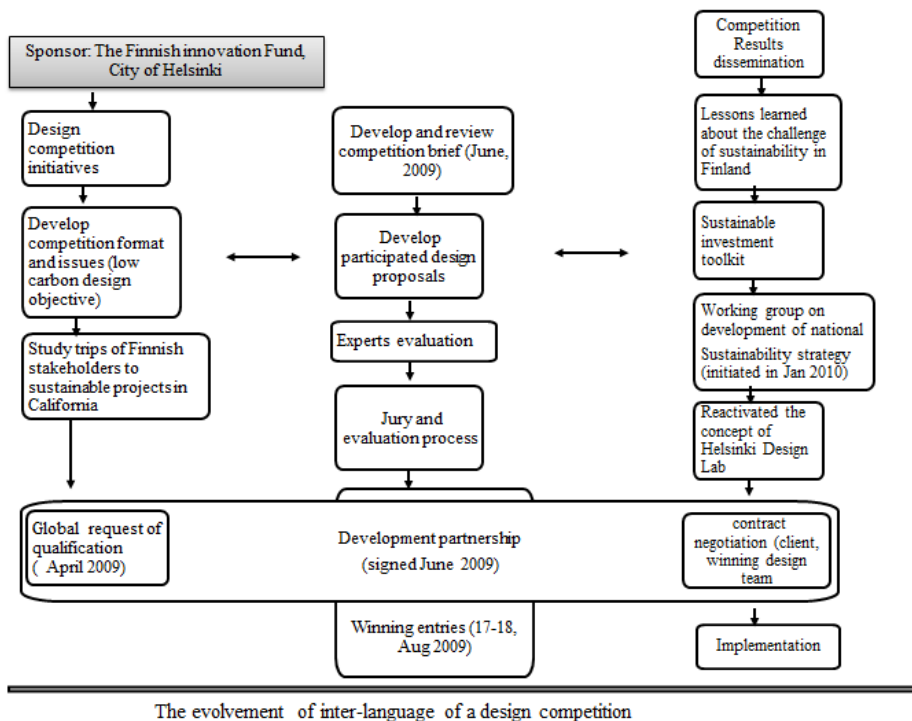 Sponsor: The Finnish innovation Fund,
City of Helsinki
Design
competition
initiatives
Develop
competition format
and issues (low
carbon design
objective)
Study trips of Finnish
stakeholders to
sustainable projects in
California
Global request of
qualification
( April 2009)
Develop and review
competition brief (June,
2009)
Develop
participated design
proposals
Experts evaluation
Jury and
evaluation process
Development partnership
(signed June 2009)
Winning entries (17-18,
Aug 2009)
Competition
Results
dissemination
Lessons learned
about the challenge
of sustainability in
Finland
Sustainable
investment
toolkit
Working group on
development of national
Sustainability strategy
(initiated in Jan 2010)
Reactivated the
concept of
Helsinki Design
Lab
contract
negotiation (client,
winning design
team
Implementation
The evolvement of inter-language of a design competition